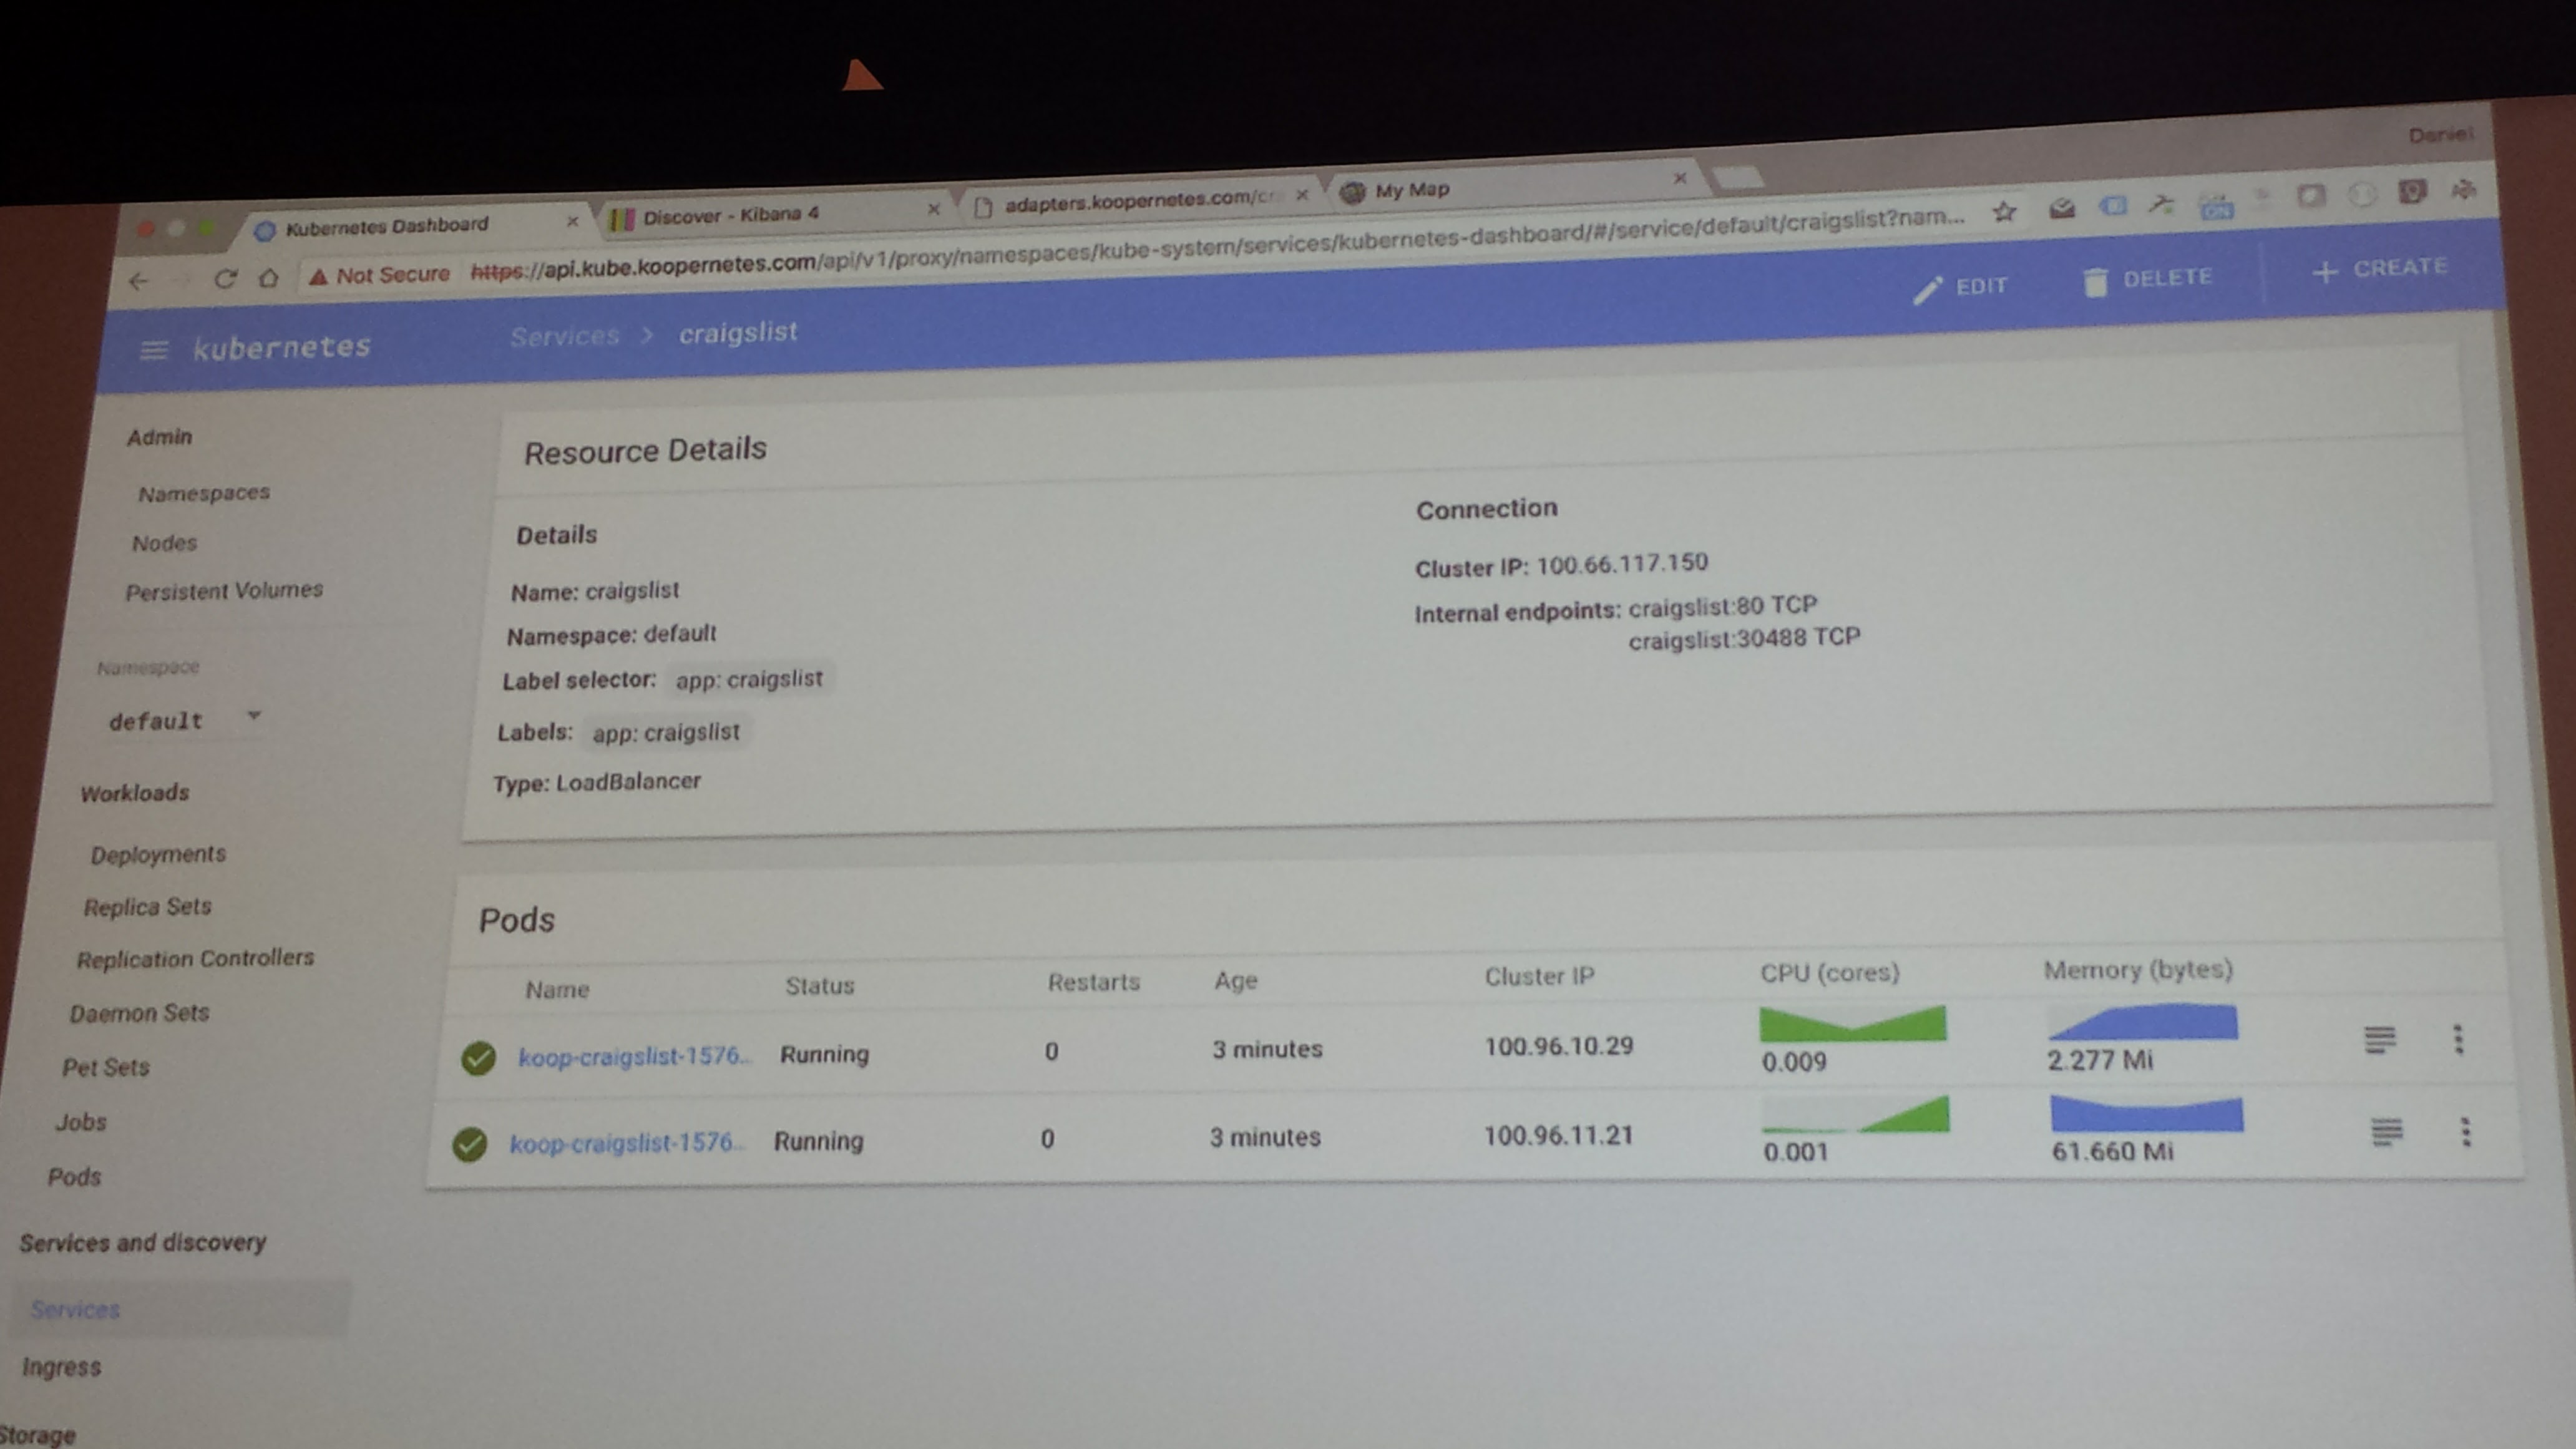 Daniel
Kubernetes Dashboard
Discover - Kibana 4
adapters.koopernetes.com/cr
My Map
Not Secure https://api.kube.koopernetes.com/api/v1/proxy/namespaces/kube-system/services/kubernetes-dashboard/#/service/default/craigslist?nam...
kubernetes
Services > craigslist
EDIT
DELETE
+ CREATE
Admin
Namespaces
Nodes
Persistent Volumes
Namespace
default
Workloads
Deployments
Replica Sets
Replication Controllers
Daemon Sets
Pet Sets
Jobs
Pods
Services and discovery
Services
Ingress
Storage
Resource Details
Details
Name: craigslist
Namespace: default
Label selector: app: craigslist
Labels: app: craigslist
Type: LoadBalancer
Connection
Cluster IP: 100.66.117.150
Internal endpoints: craigslist:80 TCP
craigslist:30488 TCP
Pods
Name Status Restarts Age Cluster IP CPU (cores) Memory (bytes)
koop-craigslist-1576... Running 0 3 minutes 100.96.10.29 0.009 2.277 Mi
koop-craigslist-1576... Running 0 3 minutes 100.96.11.21 0.001 61.660 Mi